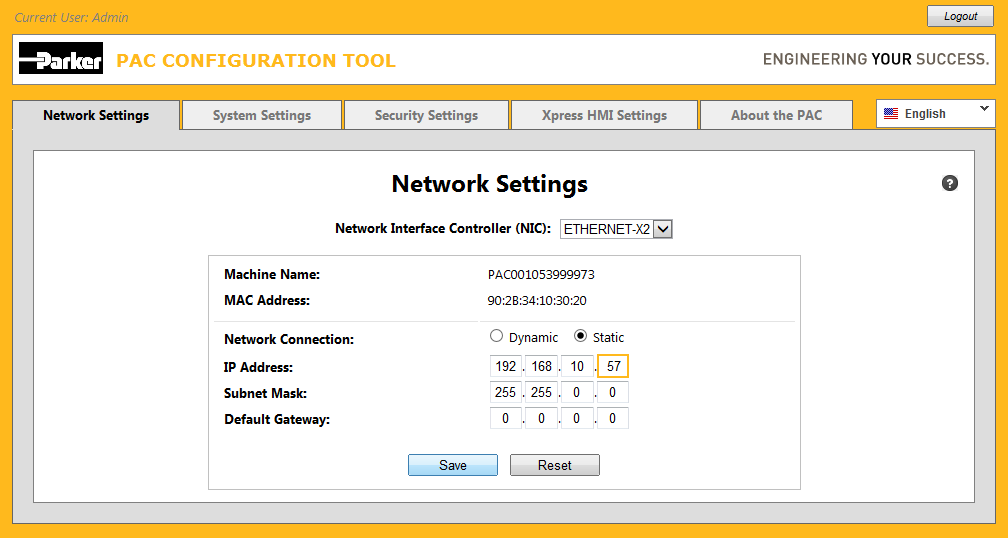 Current User: Admin
Logout
Parker
PAC CONFIGURATION TOOL
ENGINEERING YOUR SUCCESS.
Network Settings
System Settings
Security Settings
Xpress HMI Settings
About the PAC
English
Network Settings
?
Network Interface Controller (NIC): ETHERNET-X2
Machine Name: PAC001053999973
MAC Address: 90:2B:34:10:30:20
Network Connection: Dynamic Static
IP Address: 192 . 168 . 10 . 57
Subnet Mask: 255 . 255 . 0 . 0
Default Gateway: 0 . 0 . 0 . 0
Save
Reset